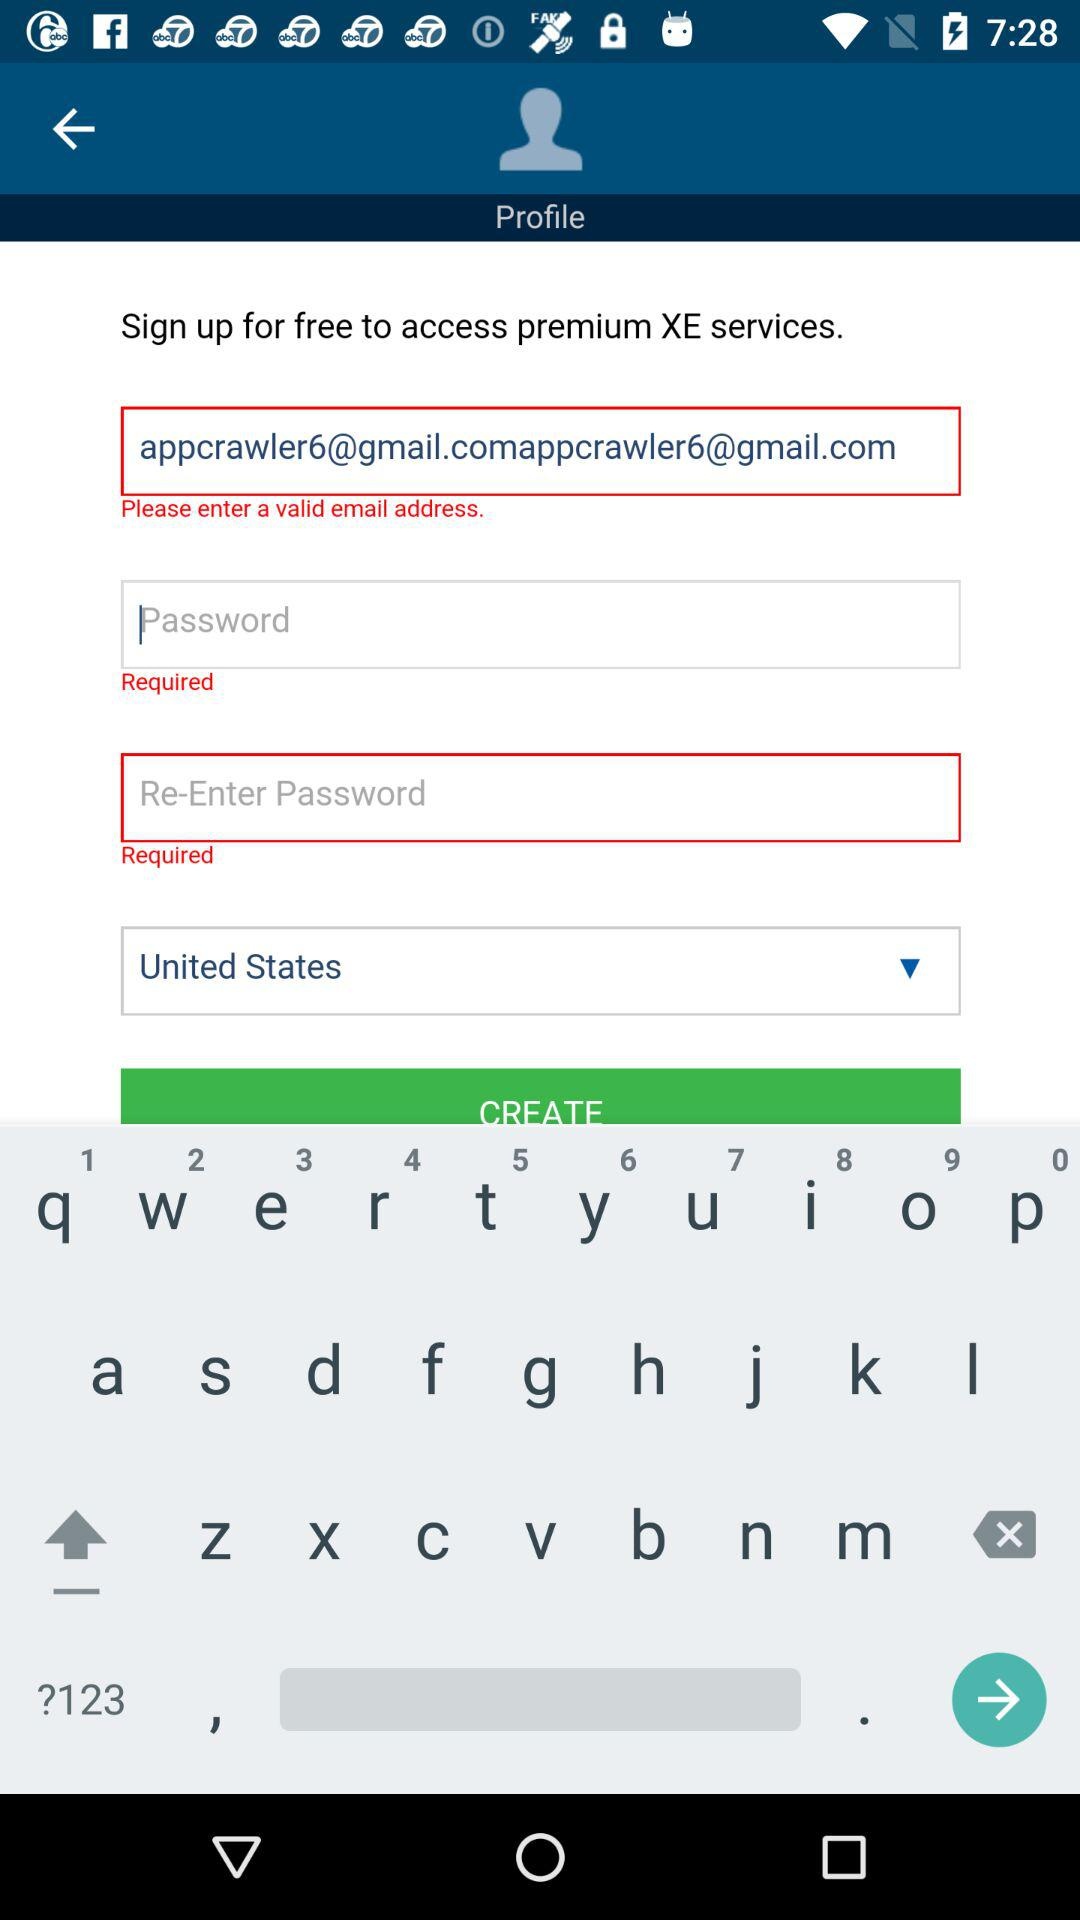 FAKE 7:28
Profile
Sign up for free to access premium XE services.
appcrawler6@gmail.comappcrawler6@gmail.com
Please enter a valid email address.
Password
Required
Re-Enter Password
Required
United States
CREATE
1 2 3 4 5 6 7 8 9 0
q w e r t y u i o p
a s d f g h j k l
z x c v b n m
?123 , .